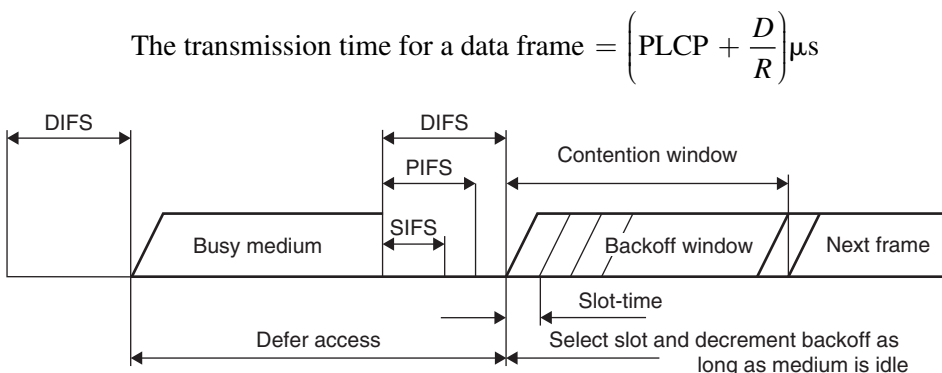 The transmission time for a data frame = (PLCP + D/R)μs
DIFS
DIFS
PIFS
SIFS
Contention window
Busy medium
Backoff window
Next frame
Slot-time
Defer access
Select slot and decrement backoff as
long as medium is idle